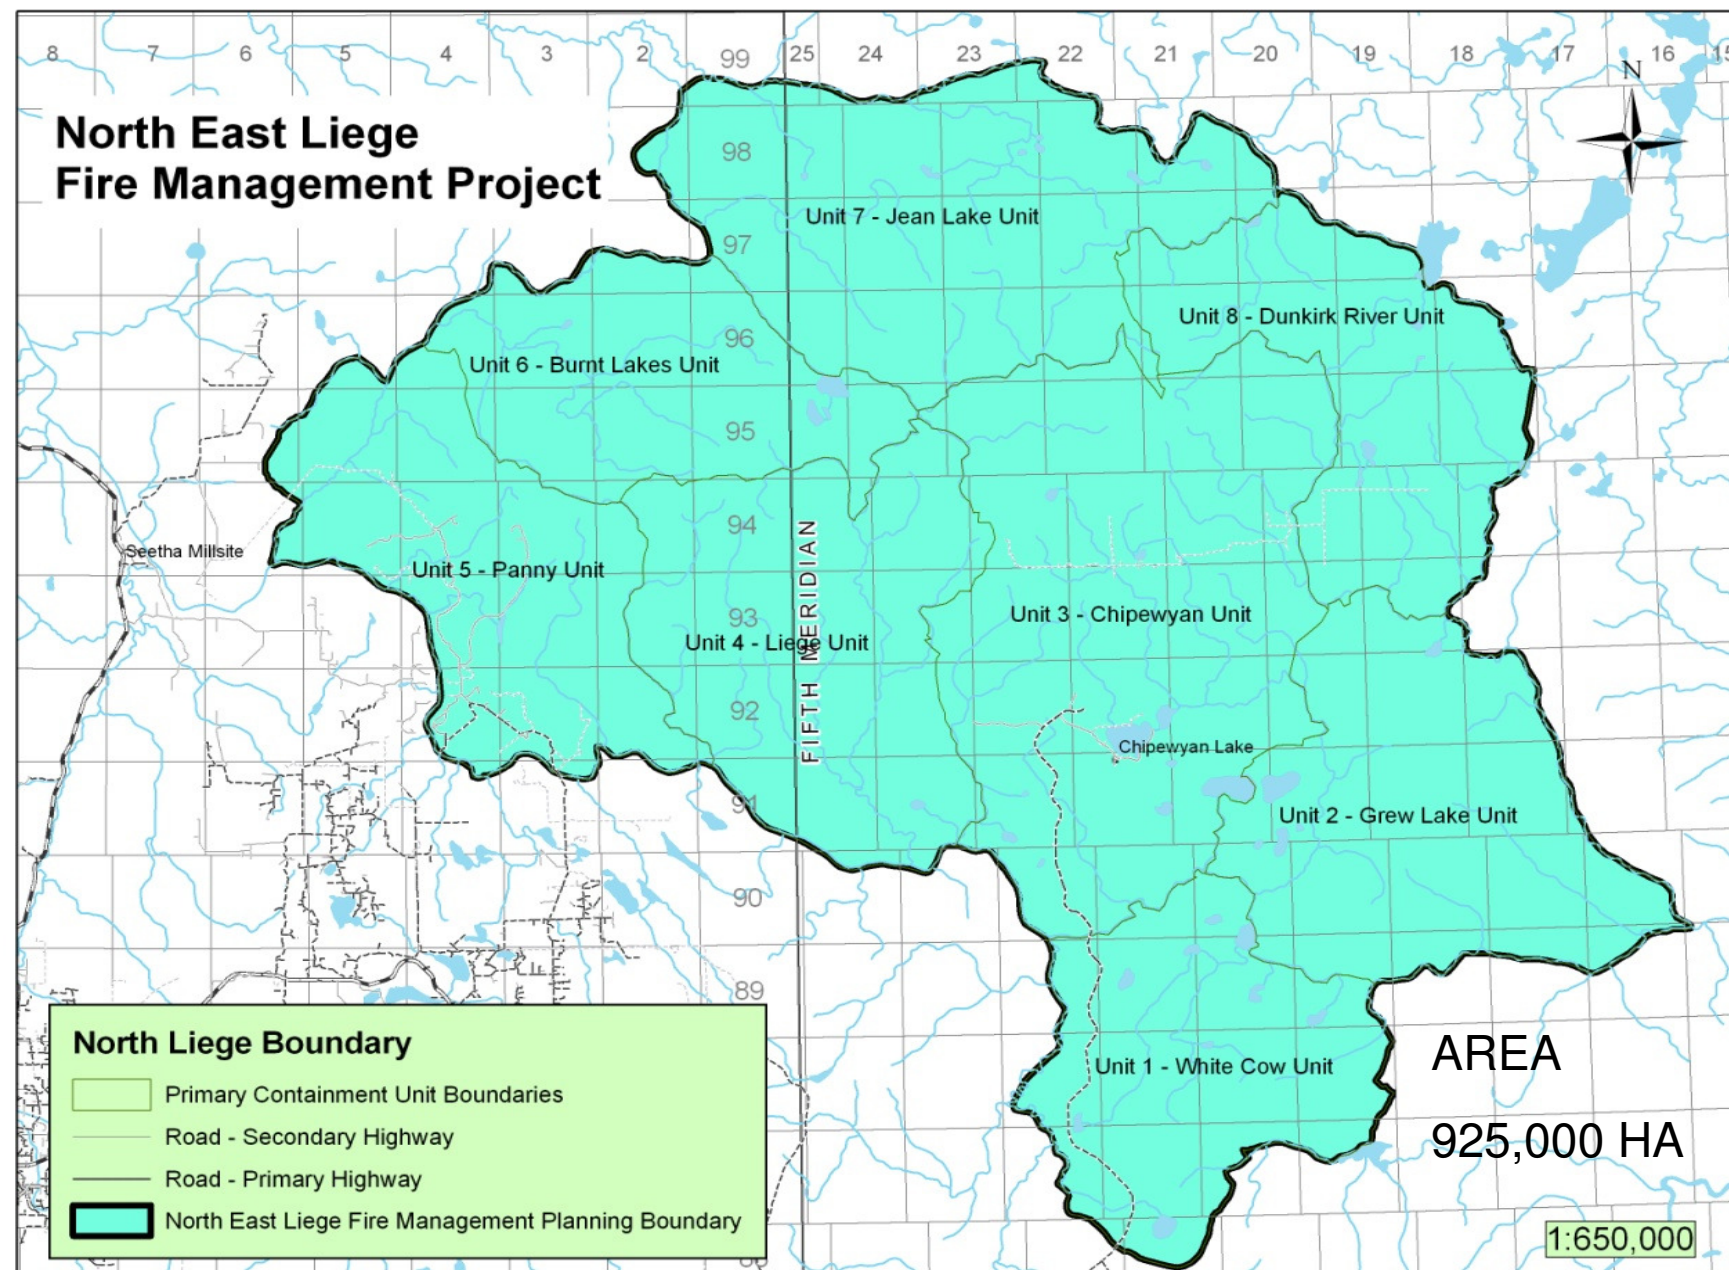 8 7 6 5 4 3 2 25 24 23 22 21 20 19 18 17 16 15
99
N
North East Liege
Fire Management Project
98
Unit 7 - Jean Lake Unit
97
Unit 8 - Dunkirk River Unit
96
Unit 6 - Burnt Lakes Unit
95
94
FIFTH MERIDIAN
Seetha Millsite
Unit 5 - Panny Unit
93
Unit 3 - Chipewyan Unit
Unit 4 - Liege Unit
92
Chipewyan Lake
91
Unit 2 - Grew Lake Unit
90
89
North Liege Boundary
Primary Containment Unit Boundaries
Road - Secondary Highway
Road - Primary Highway
North East Liege Fire Management Planning Boundary
Unit 1 - White Cow Unit
AREA
925,000 HA
1:650,000